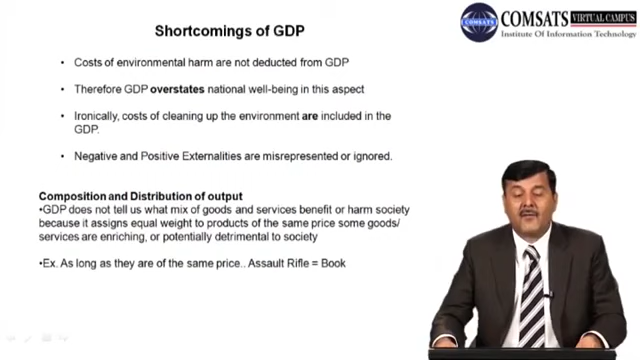 Shortcomings of GDP
COMSATS VIRTUAL CAMPUS
Institute Of Information Technology
• Costs of environmental harm are not deducted from GDP
• Therefore GDP overstates national well-being in this aspect
• Ironically, costs of cleaning up the environment are included in the
GDP.
• Negative and Positive Externalities are misrepresented or ignored.
Composition and Distribution of output
•GDP does not tell us what mix of goods and services benefit or harm society
because it assigns equal weight to products of the same price some goods/
services are enriching, or potentially detrimental to society
•Ex. As long as they are of the same price.. Assault Rifle = Book